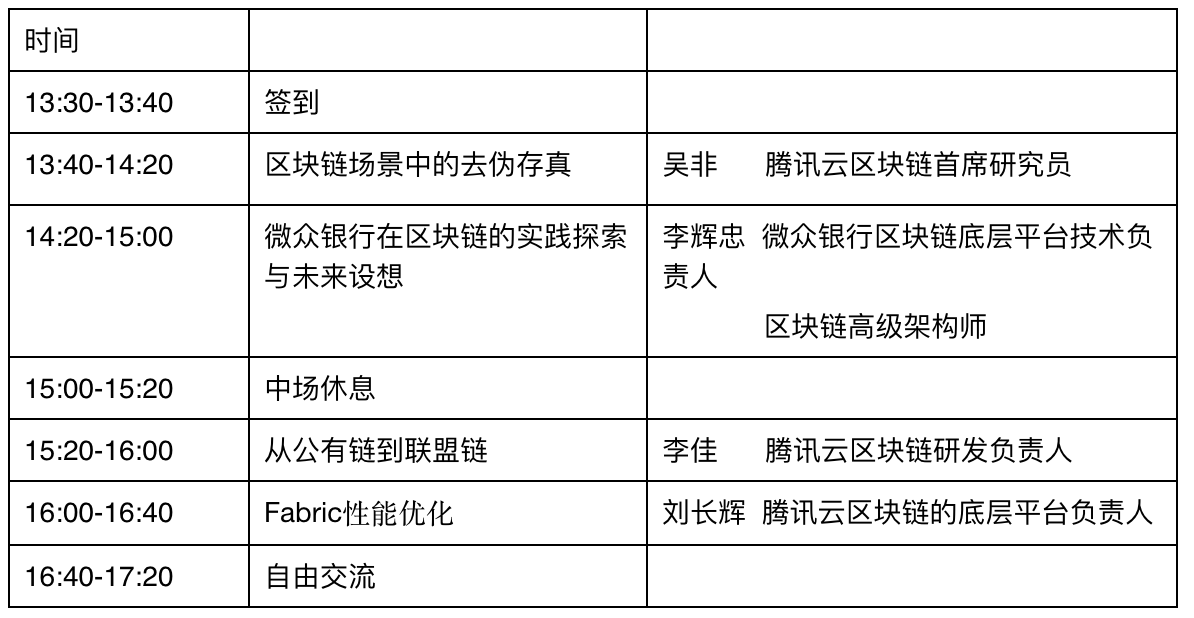 时间
13:30-13:40 签到
13:40-14:20 区块链场景中的去伪存真 吴非 腾讯云区块链首席研究员
14:20-15:00 微众银行在区块链的实践探索 李辉忠 微众银行区块链底层平台技术负
与未来设想 责人
区块链高级架构师
15:00-15:20 中场休息
15:20-16:00 从公有链到联盟链 李佳 腾讯云区块链研发负责人
16:00-16:40 Fabric性能优化 刘长辉 腾讯云区块链的底层平台负责人
16:40-17:20 自由交流